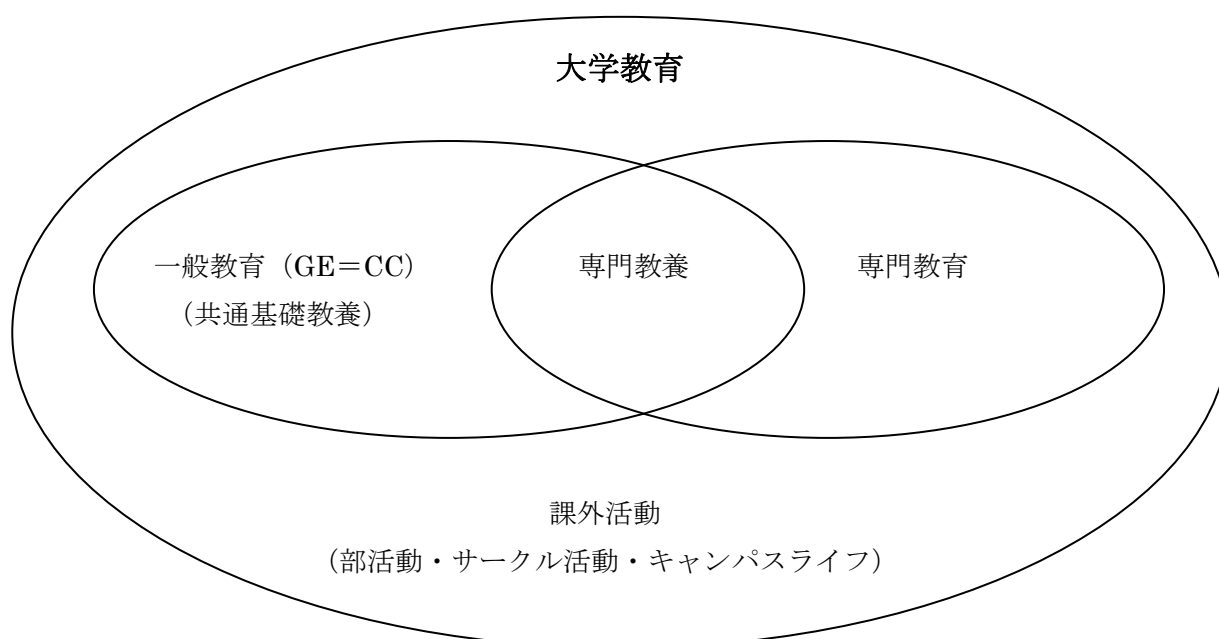 大学教育
一般教育（GE＝CC）
（共通基礎教養）
専門教養
専門教育
課外活動
（部活動・サークル活動・キャンパスライフ）